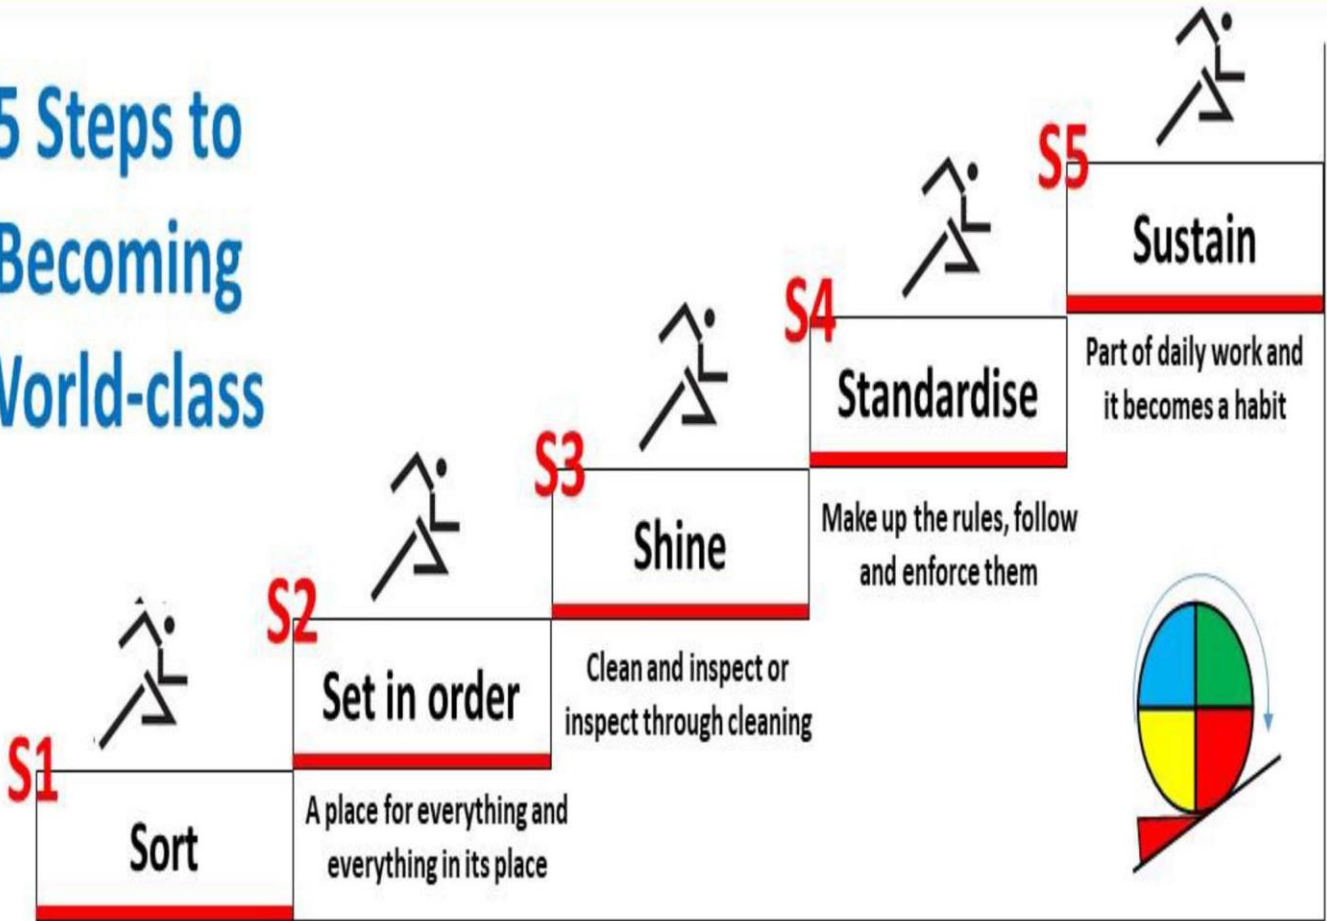 5 Steps to
Becoming
World-class
S1
Sort
S2
Set in order
A place for everything and
everything in its place
S3
Shine
Clean and inspect or
inspect through cleaning
S4
Standardise
Make up the rules, follow
and enforce them
S5
Sustain
Part of daily work and
it becomes a habit